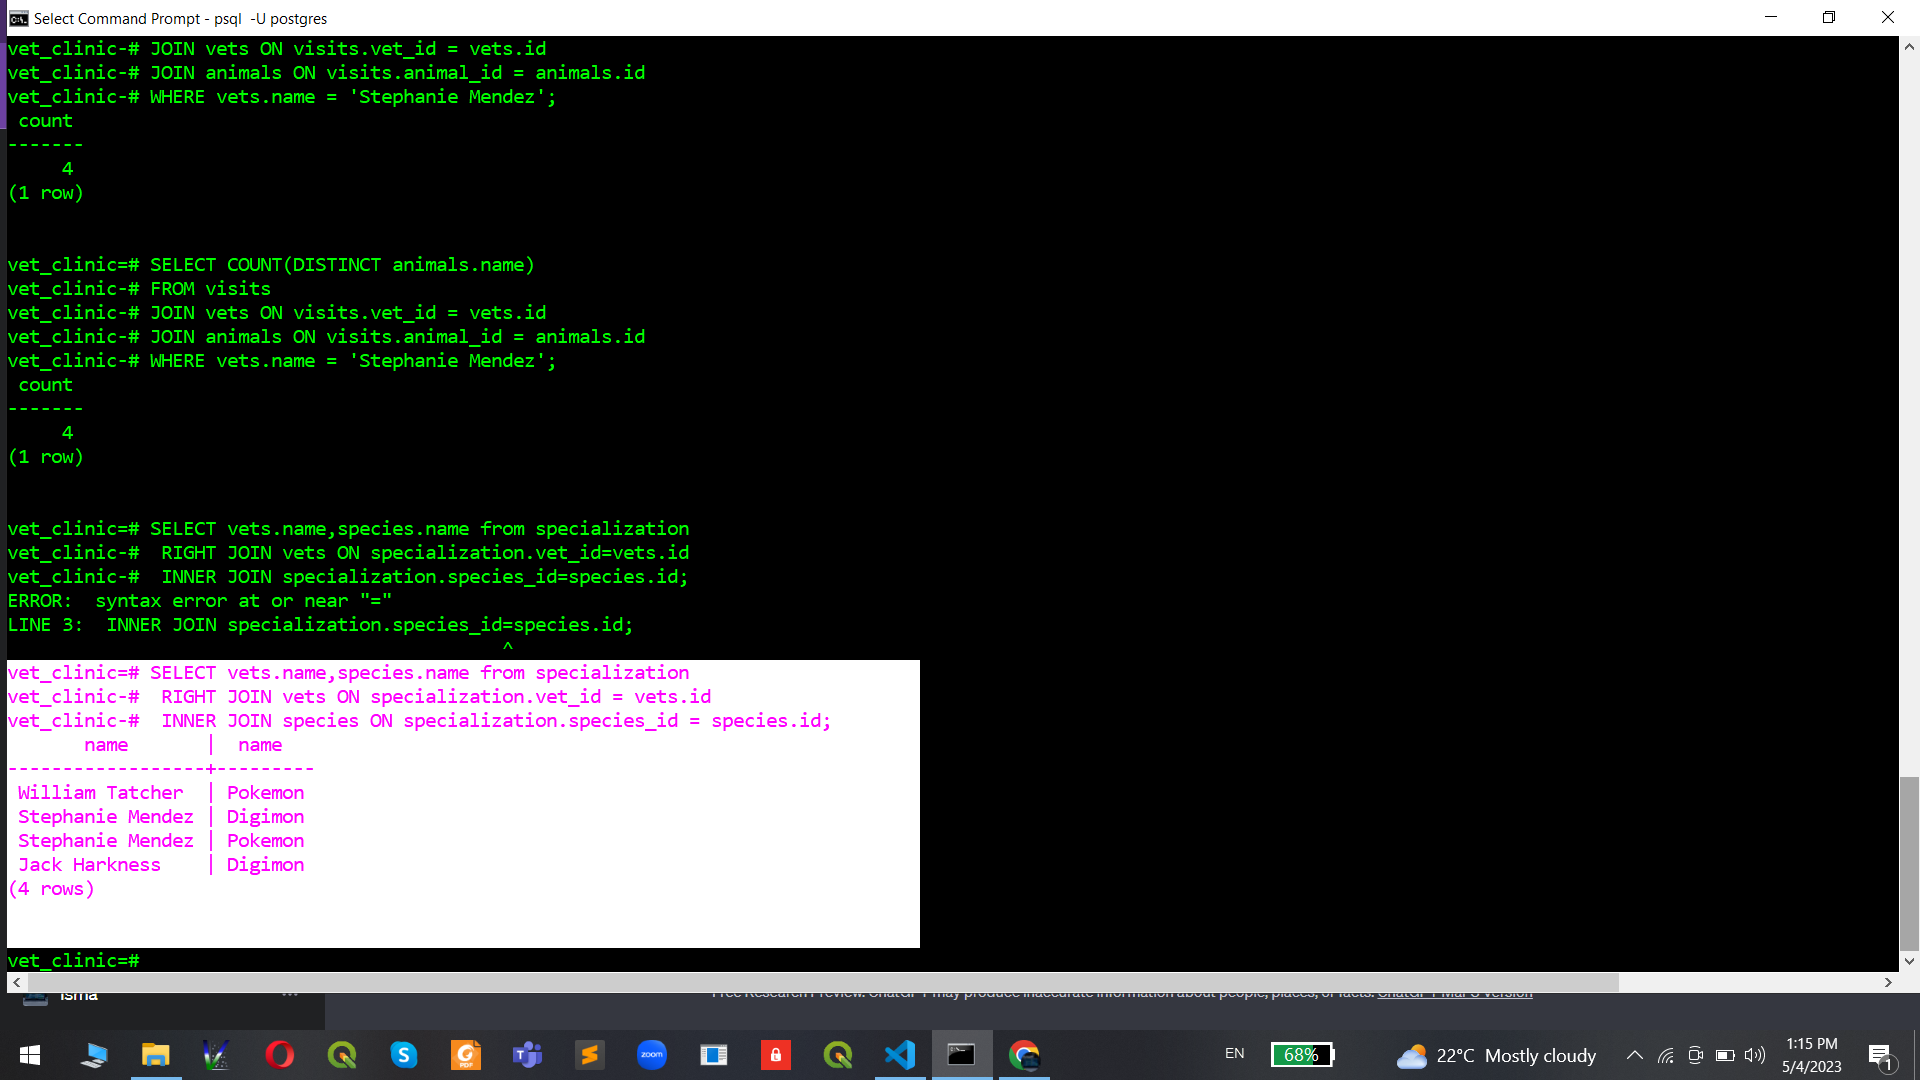 Select Command Prompt - psql  -U postgres
vet_clinic-# JOIN vets ON visits.vet_id = vets.id
vet_clinic-# JOIN animals ON visits.animal_id = animals.id
vet_clinic-# WHERE vets.name = 'Stephanie Mendez';
 count
-------
     4
(1 row)
vet_clinic=# SELECT COUNT(DISTINCT animals.name)
vet_clinic-# FROM visits
vet_clinic-# JOIN vets ON visits.vet_id = vets.id
vet_clinic-# JOIN animals ON visits.animal_id = animals.id
vet_clinic-# WHERE vets.name = 'Stephanie Mendez';
 count
-------
     4
(1 row)
vet_clinic=# SELECT vets.name,species.name from specialization
vet_clinic-#  RIGHT JOIN vets ON specialization.vet_id=vets.id
vet_clinic-#  INNER JOIN specialization.species_id=species.id;
ERROR:  syntax error at or near "="
LINE 3:  INNER JOIN specialization.species_id=species.id;
                                             ^
vet_clinic=# SELECT vets.name,species.name from specialization
vet_clinic-#  RIGHT JOIN vets ON specialization.vet_id = vets.id
vet_clinic-#  INNER JOIN species ON specialization.species_id = species.id;
       name       |  name
------------------+---------
 William Tatcher  | Pokemon
 Stephanie Mendez | Digimon
 Stephanie Mendez | Pokemon
 Jack Harkness    | Digimon
(4 rows)
vet_clinic=#
Isma
Free Research Preview. ChatGPT may produce inaccurate information about people, places, or facts.
zoom
EN
68%
22°C Mostly cloudy
1:15 PM
5/4/2023
1